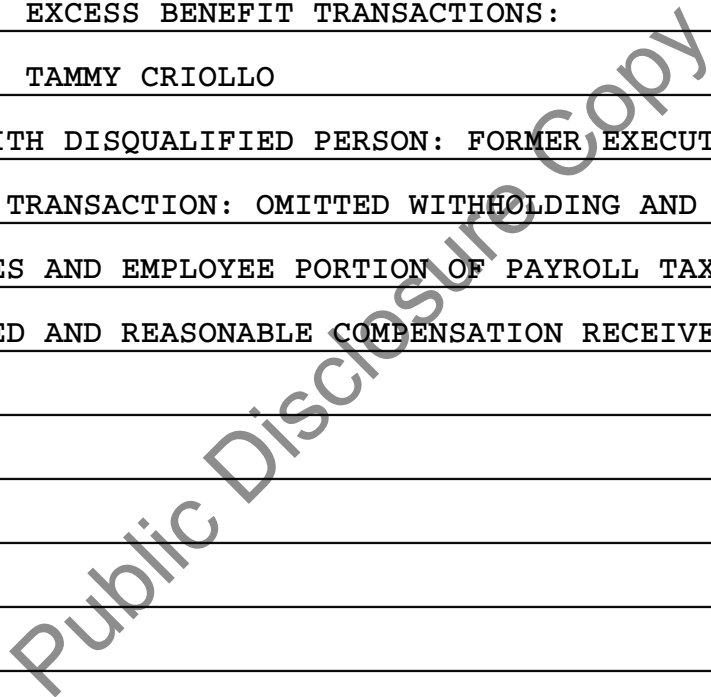 EXCESS BENEFIT TRANSACTIONS:
TAMMY CRIOLLO
ITH DISQUALIFIED PERSON: FORMER EXECUT
TRANSACTION: OMITTED WITHHOLDING AND
ES AND EMPLOYEE PORTION OF PAYROLL TAX
ED AND REASONABLE COMPENSATION RECEIVE
Public Disclosure Copy